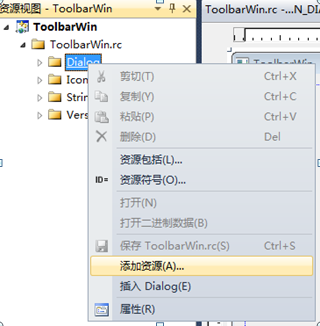 资源视图 - ToolbarWin
ToolbarWin.rc -...N_DIA
ToolbarWin
ToolbarWin.rc
Dialog
ToolbarWin
Icon
Strin
Vers
剪切(T) Ctrl+X
复制(Y) Ctrl+C
粘贴(P) Ctrl+V
删除(D) Del
资源包括(L)...
ID= 资源符号(O)...
打开(N)
打开二进制数据(B)
保存 ToolbarWin.rc(S) Ctrl+S
添加资源(A)...
插入 Dialog(E)
属性(R)